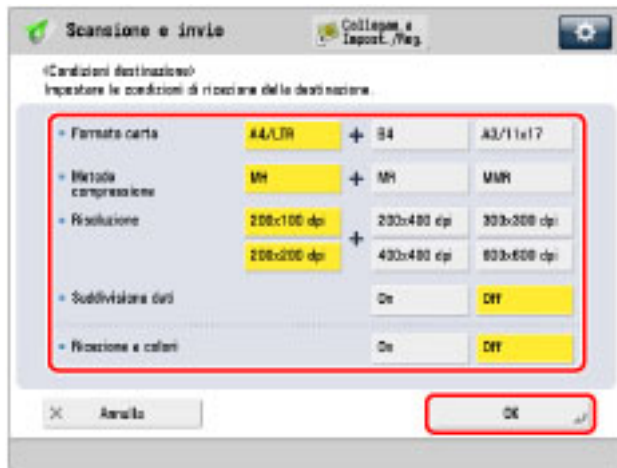 Scansione e invio
Collegam. e
Impost./Reg.
<Condizioni destinazione>
Impostare le condizioni di ricezione della destinazione.
Formato carta A4/LTR + B4 A3/11x17
Metodo compressione MH + MR MMR
Risoluzione 200x100 dpi 200x400 dpi 300x300 dpi
+
200x200 dpi 400x400 dpi 600x600 dpi
Suddivisione dati On Off
Ricezione a colori On Off
× Annulla OK